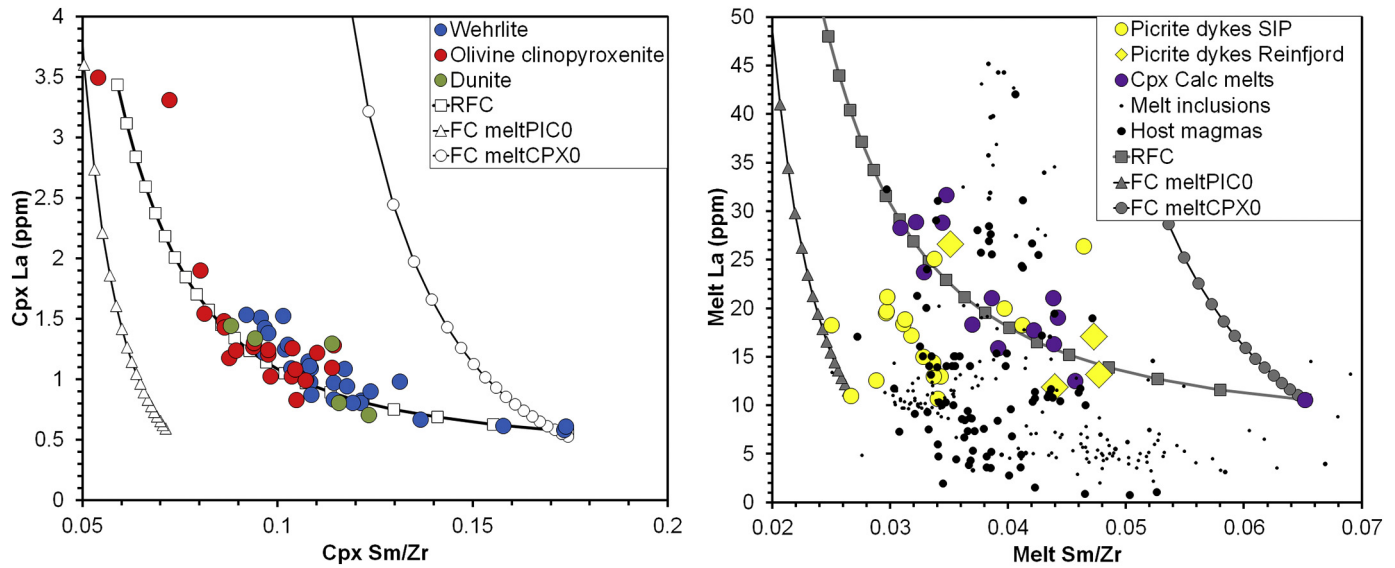 4
3.5
3
2.5
2
1.5
1
0.5
0
Cpx La (ppm)
0.05
0.1
0.15
0.2
Cpx Sm/Zr
Wehrlite
Olivine clinopyroxenite
Dunite
RFC
FC meltPIC0
FC meltCPX0
50
45
40
35
30
25
20
15
10
5
0
Melt La (ppm)
0.02
0.03
0.04
0.05
0.06
0.07
Melt Sm/Zr
Picrite dykes SIP
Picrite dykes Reinfjord
Cpx Calc melts
Melt inclusions
Host magmas
RFC
FC meltPIC0
FC meltCPX0